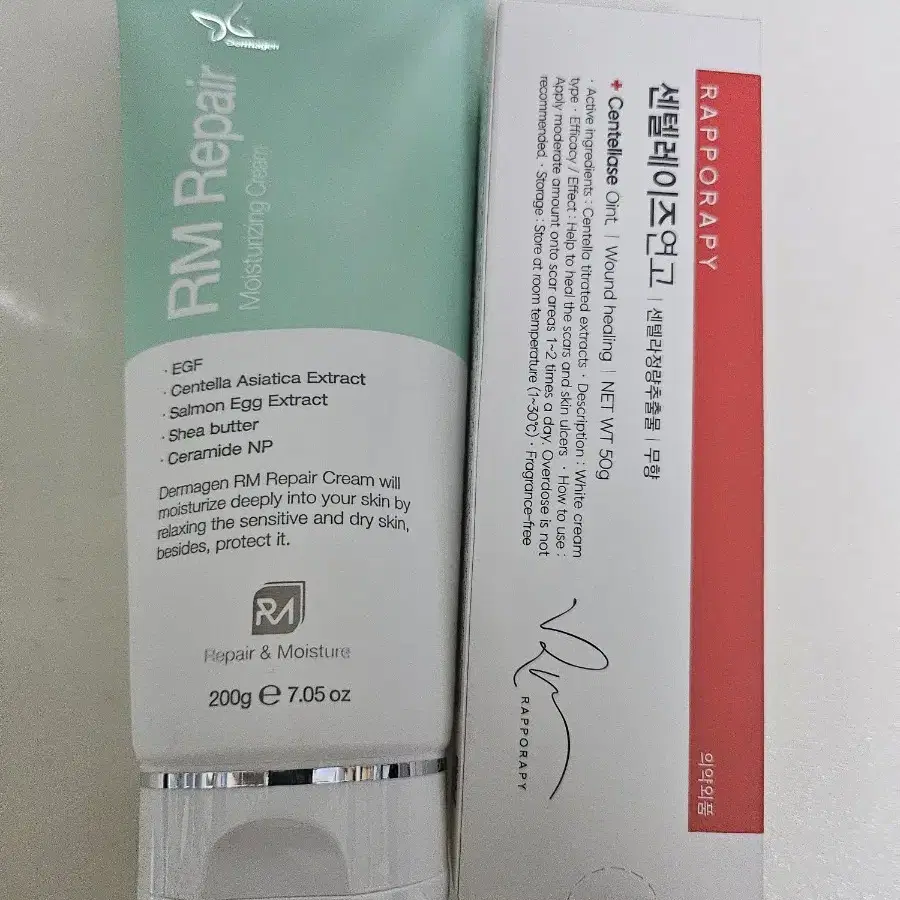 Dermagen
RM Repair
Moisturizing Cream
· EGF
· Centella Asiatica Extract
· Salmon Egg Extract
· Shea butter
· Ceramide NP
Dermagen RM Repair Cream will
moisturize deeply into your skin by
relaxing the sensitive and dry skin,
besides, protect it.
RM
Repair & Moisture
200g e 7.05 oz
RAPPORAPY
센텔레이즈연고 | 센텔라정량추출물 | 무향
+ Centellase Oint. | Wound healing | NET WT 50g
· Active ingredients : Centella titrated extracts · Description : White cream
type · Efficacy / Effect : Help to heal the scars and skin ulcers · How to use :
Apply moderate amount onto scar areas 1~2 times a day. Overdose is not
recommended. · Storage : Store at room temperature (1~30℃) · Fragrance-free
RAPPORAPY
의약외품